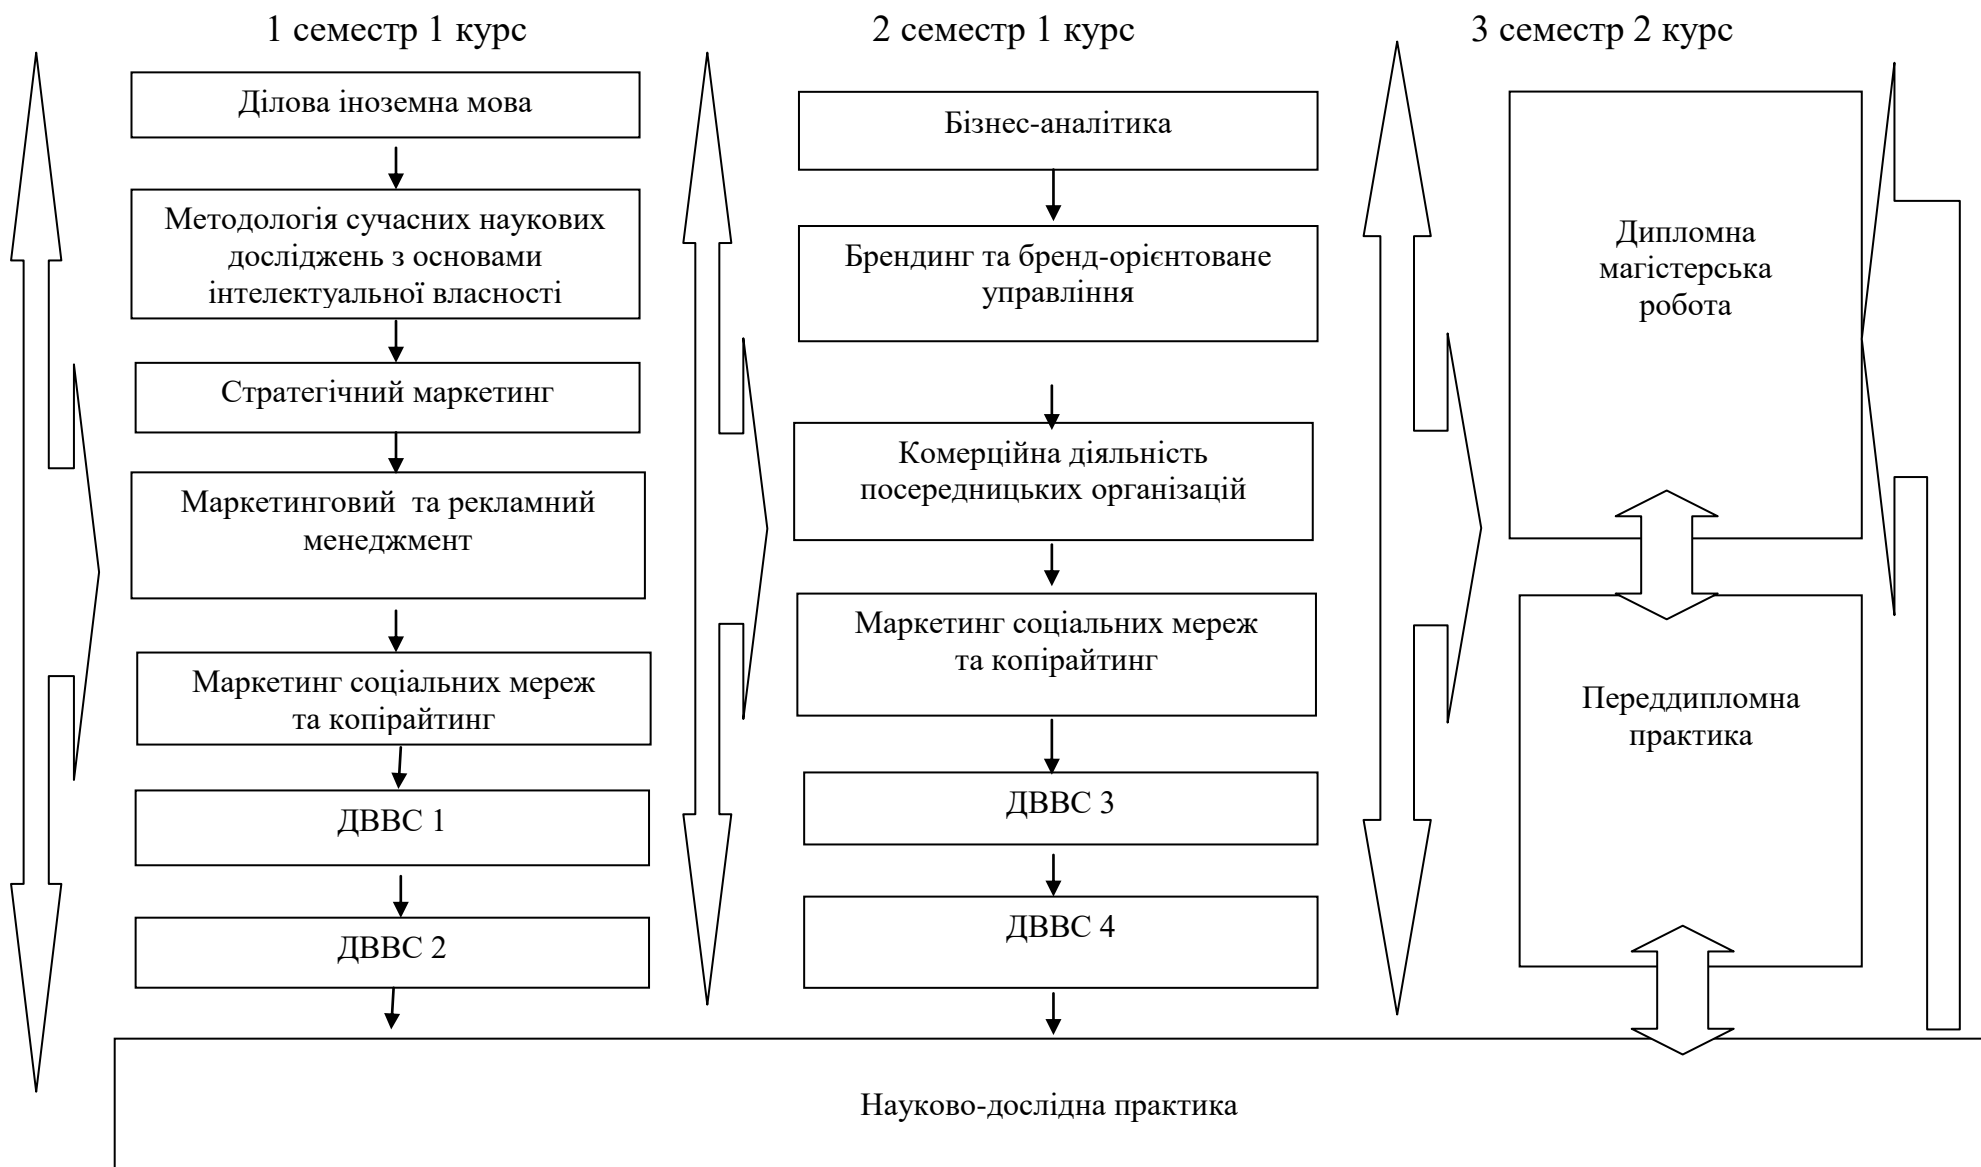 1 семестр 1 курс
2 семестр 1 курс
3 семестр 2 курс
Ділова іноземна мова
Методологія сучасних наукових
досліджень з основами
інтелектуальної власності
Стратегічний маркетинг
Маркетинговий та рекламний
менеджмент
Маркетинг соціальних мереж
та копірайтинг
ДВВС 1
ДВВС 2
Бізнес-аналітика
Брендинг та бренд-орієнтоване
управління
Комерційна діяльність
посередницьких організацій
Маркетинг соціальних мереж
та копірайтинг
ДВВС 3
ДВВС 4
Дипломна
магістерська
робота
Переддипломна
практика
Науково-дослідна практика